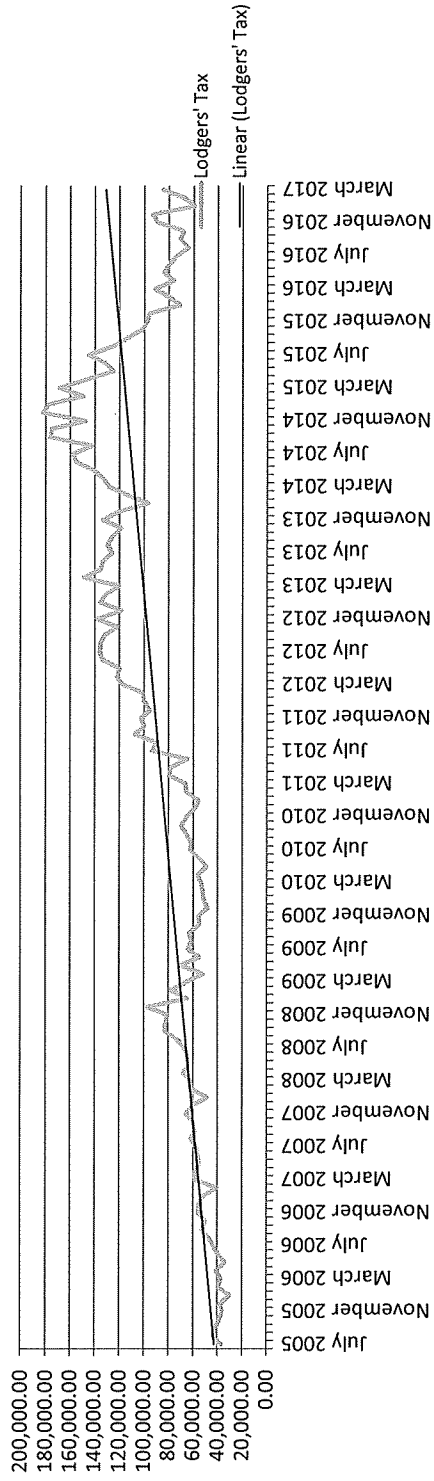 200,000.00
180,000.00
160,000.00
140,000.00
120,000.00
100,000.00
80,000.00
60,000.00
40,000.00
20,000.00
0.00
July 2005
November 2005
March 2006
July 2006
November 2006
March 2007
July 2007
November 2007
March 2008
July 2008
November 2008
March 2009
July 2009
November 2009
March 2010
July 2010
November 2010
March 2011
July 2011
November 2011
March 2012
July 2012
November 2012
March 2013
July 2013
November 2013
March 2014
July 2014
November 2014
March 2015
July 2015
November 2015
March 2016
July 2016
November 2016
March 2017
Lodgers' Tax
Linear (Lodgers' Tax)